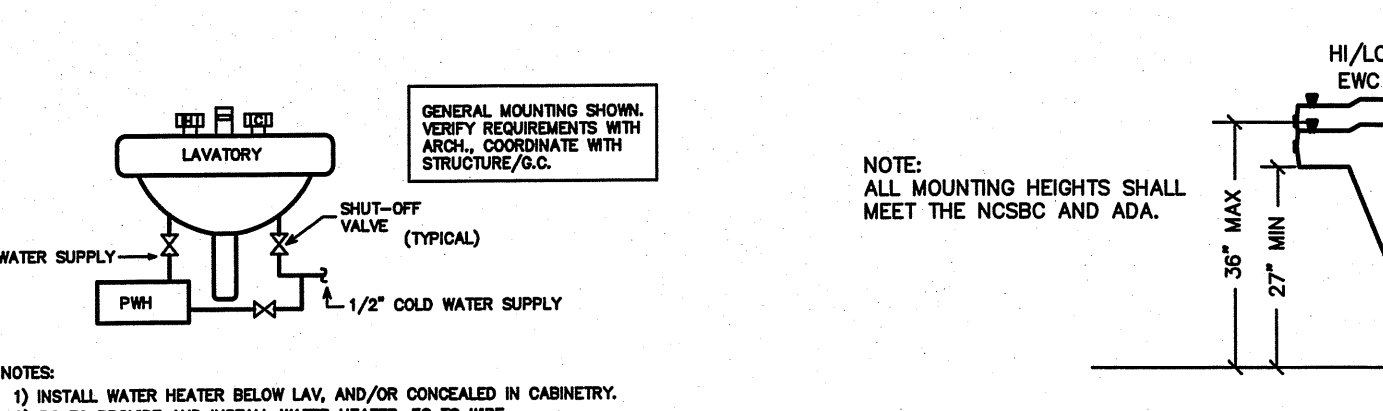 H
C
LAVATORY
GENERAL MOUNTING SHOWN.
VERIFY REQUIREMENTS WITH
ARCH., COORDINATE WITH
STRUCTURE/G.C.
SHUT-OFF
VALVE
(TYPICAL)
WATER SUPPLY
PWH
1/2" COLD WATER SUPPLY
NOTES:
1) INSTALL WATER HEATER BELOW LAV, AND/OR CONCEALED IN CABINETRY.
HI/LO
EWC
NOTE:
ALL MOUNTING HEIGHTS SHALL
MEET THE NCSBC AND ADA.
36" MAX
27" MIN